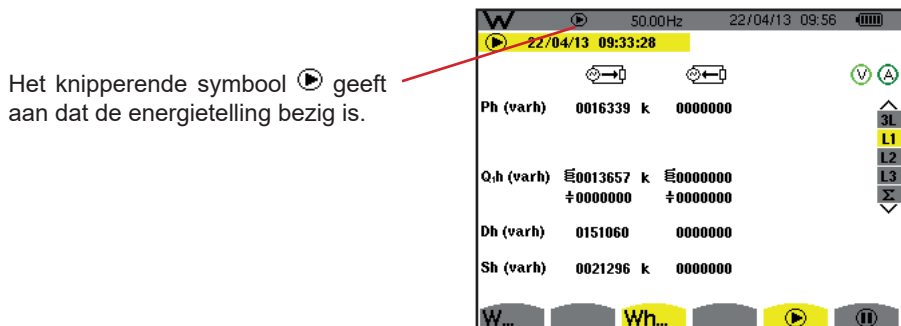 Het knipperende symbool geeft
aan dat de energietelling bezig is.
W 50.00Hz 22/04/13 09:56
22/04/13 09:33:28
V A
Ph (varh) 0016339 k 0000000
3L
L1
L2
L3
Σ
Q₁h (varh) 0013657 k 0000000
0000000 0000000
Dh (varh) 0151060 0000000
Sh (varh) 0021296 k 0000000
W... Wh...